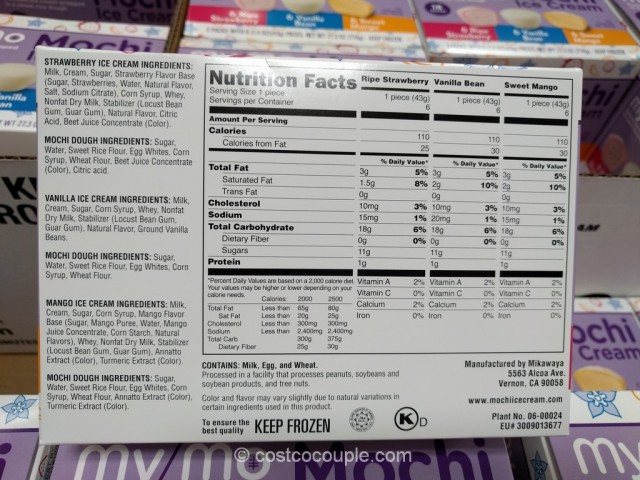 STRAWBERRY ICE CREAM INGREDIENTS:
Milk, Cream, Sugar, Strawberry Flavor Base
(Sugar, Strawberries, Water, Natural Flavor,
Salt, Sodium Citrate), Corn Syrup, Whey,
Nonfat Dry Milk, Stabilizer (Locust Bean
Gum, Guar Gum), Natural Flavor, Citric
Acid, Beet Juice Concentrate (Color).
MOCHI DOUGH INGREDIENTS: Sugar,
Water, Sweet Rice Flour, Egg Whites, Corn
Syrup, Wheat Flour, Beet Juice Concentrate
(Color), Citric acid.
VANILLA ICE CREAM INGREDIENTS: Milk,
Cream, Sugar, Corn Syrup, Whey, Nonfat
Dry Milk, Stabilizer (Locust Bean Gum,
Guar Gum), Natural Flavor, Ground Vanilla
Beans.
MOCHI DOUGH INGREDIENTS: Sugar,
Water, Sweet Rice Flour, Egg Whites, Corn
Syrup, Wheat Flour.
MANGO ICE CREAM INGREDIENTS: Milk,
Cream, Sugar, Corn Syrup, Mango Flavor
Base (Sugar, Mango Puree, Water, Mango
Juice Concentrate, Corn Starch, Natural
Flavors), Whey, Nonfat Dry Milk, Stabilizer
(Locust Bean Gum, Guar Gum), Annatto
Extract (Color), Turmeric Extract (Color).
MOCHI DOUGH INGREDIENTS: Sugar,
Water, Sweet Rice Flour, Egg Whites, Corn
Syrup, Wheat Flour, Annatto Extract (Color),
Turmeric Extract (Color).
Nutrition Facts Ripe Strawberry Vanilla Bean Sweet Mango
Serving Size 1 piece 1 piece (43g) 1 piece (43g) 1 piece (43g)
Servings per Container 6 6 6
Amount Per Serving
Calories 110 110 110
Calories from Fat 25 30 30
% Daily Value* % Daily Value* % Daily Value*
Total Fat 3g 5% 3g 5% 3g 5%
Saturated Fat 1.5g 8% 2g 10% 2g 10%
Trans Fat 0g 0g 0g
Cholesterol 10mg 3% 10mg 3% 10mg 3%
Sodium 15mg 1% 20mg 1% 15mg 1%
Total Carbohydrate 18g 6% 18g 6% 18g 6%
Dietary Fiber 0g 0% 0g 0% 0g 0%
Sugars 11g 11g 11g
Protein 1g 1g 1g
*Percent Daily Values are based on a 2,000 calorie diet.
Your values may be higher or lower depending on your
calorie needs.
Calories: 2000 2500
Total Fat Less than 65g 80g
Sat Fat Less than 20g 25g
Cholesterol Less than 300mg 300mg
Sodium Less than 2,400mg 2,400mg
Total Carb 300g 375g
Dietary Fiber 25g 30g
Vitamin A 2% Vitamin A 2% Vitamin A 2%
Vitamin C 0% Vitamin C 0% Vitamin C 0%
Calcium 2% Calcium 2% Calcium 2%
Iron 0% Iron 0% Iron 0%
CONTAINS: Milk, Egg, and Wheat.
Processed in a facility that processes peanuts, soybeans and
soybean products, and tree nuts.
Color and flavor may vary slightly due to natural variations in
certain ingredients used in this product.
To ensure the
best quality KEEP FROZEN
K D
Manufactured by Mikawaya
5563 Alcoa Ave.
Vernon, CA 90058
www.mochiicecream.com
Plant No. 06-00024
EU# 3009013677
my mo Mochi
© costcocouple.com
Mochi
Ice Cream
my